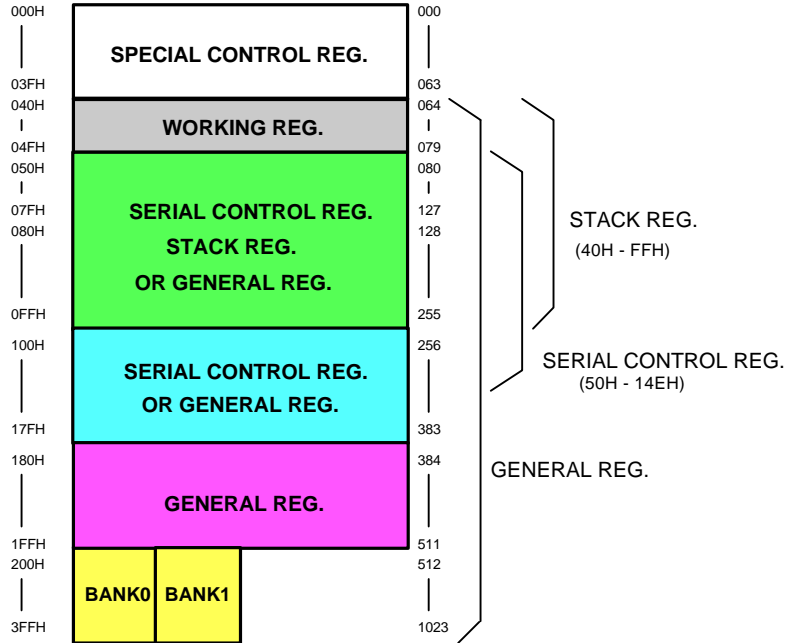 000H
000
SPECIAL CONTROL REG.
03FH
063
040H
064
WORKING REG.
04FH
079
050H
080
07FH
127
080H
128
SERIAL CONTROL REG.
STACK REG.
OR GENERAL REG.
0FFH
255
STACK REG.
(40H - FFH)
100H
256
SERIAL CONTROL REG.
OR GENERAL REG.
17FH
383
SERIAL CONTROL REG.
(50H - 14EH)
180H
384
GENERAL REG.
1FFH
511
GENERAL REG.
200H
512
BANK0
BANK1
3FFH
1023